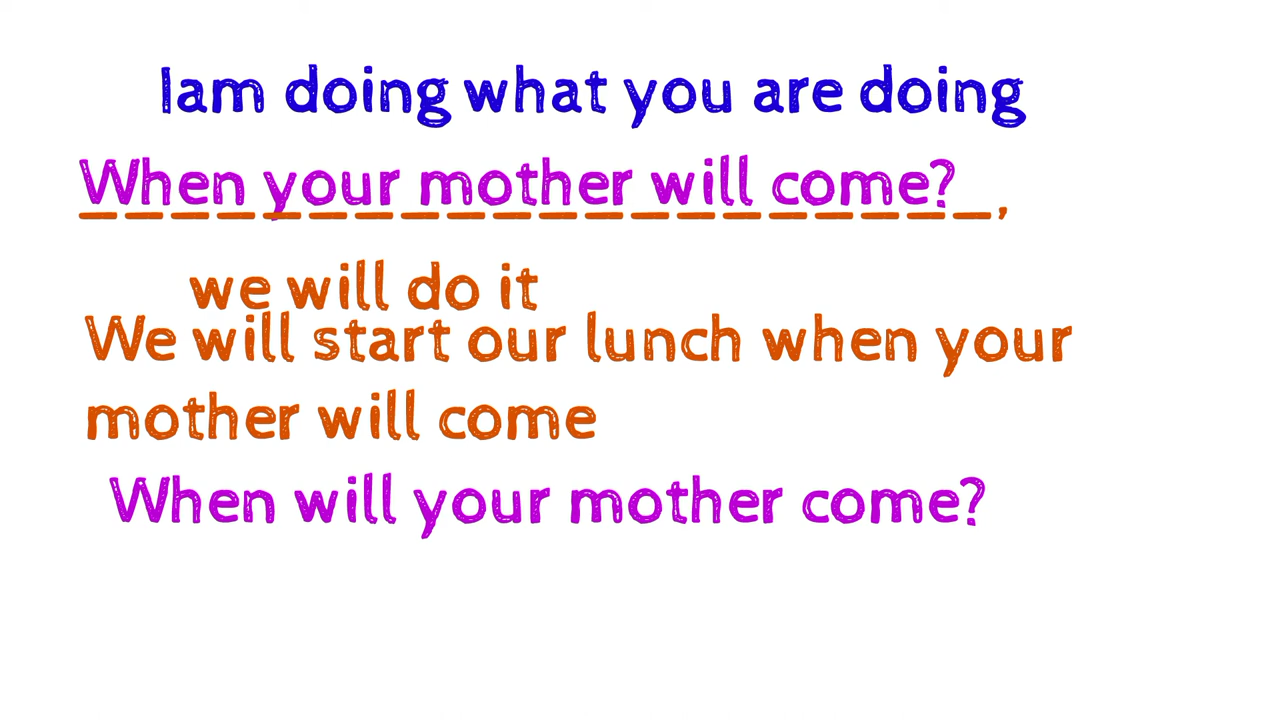 Iam doing what you are doing
When your mother will come?
____________________,
we will do it
We will start our lunch when your
mother will come
When will your mother come?